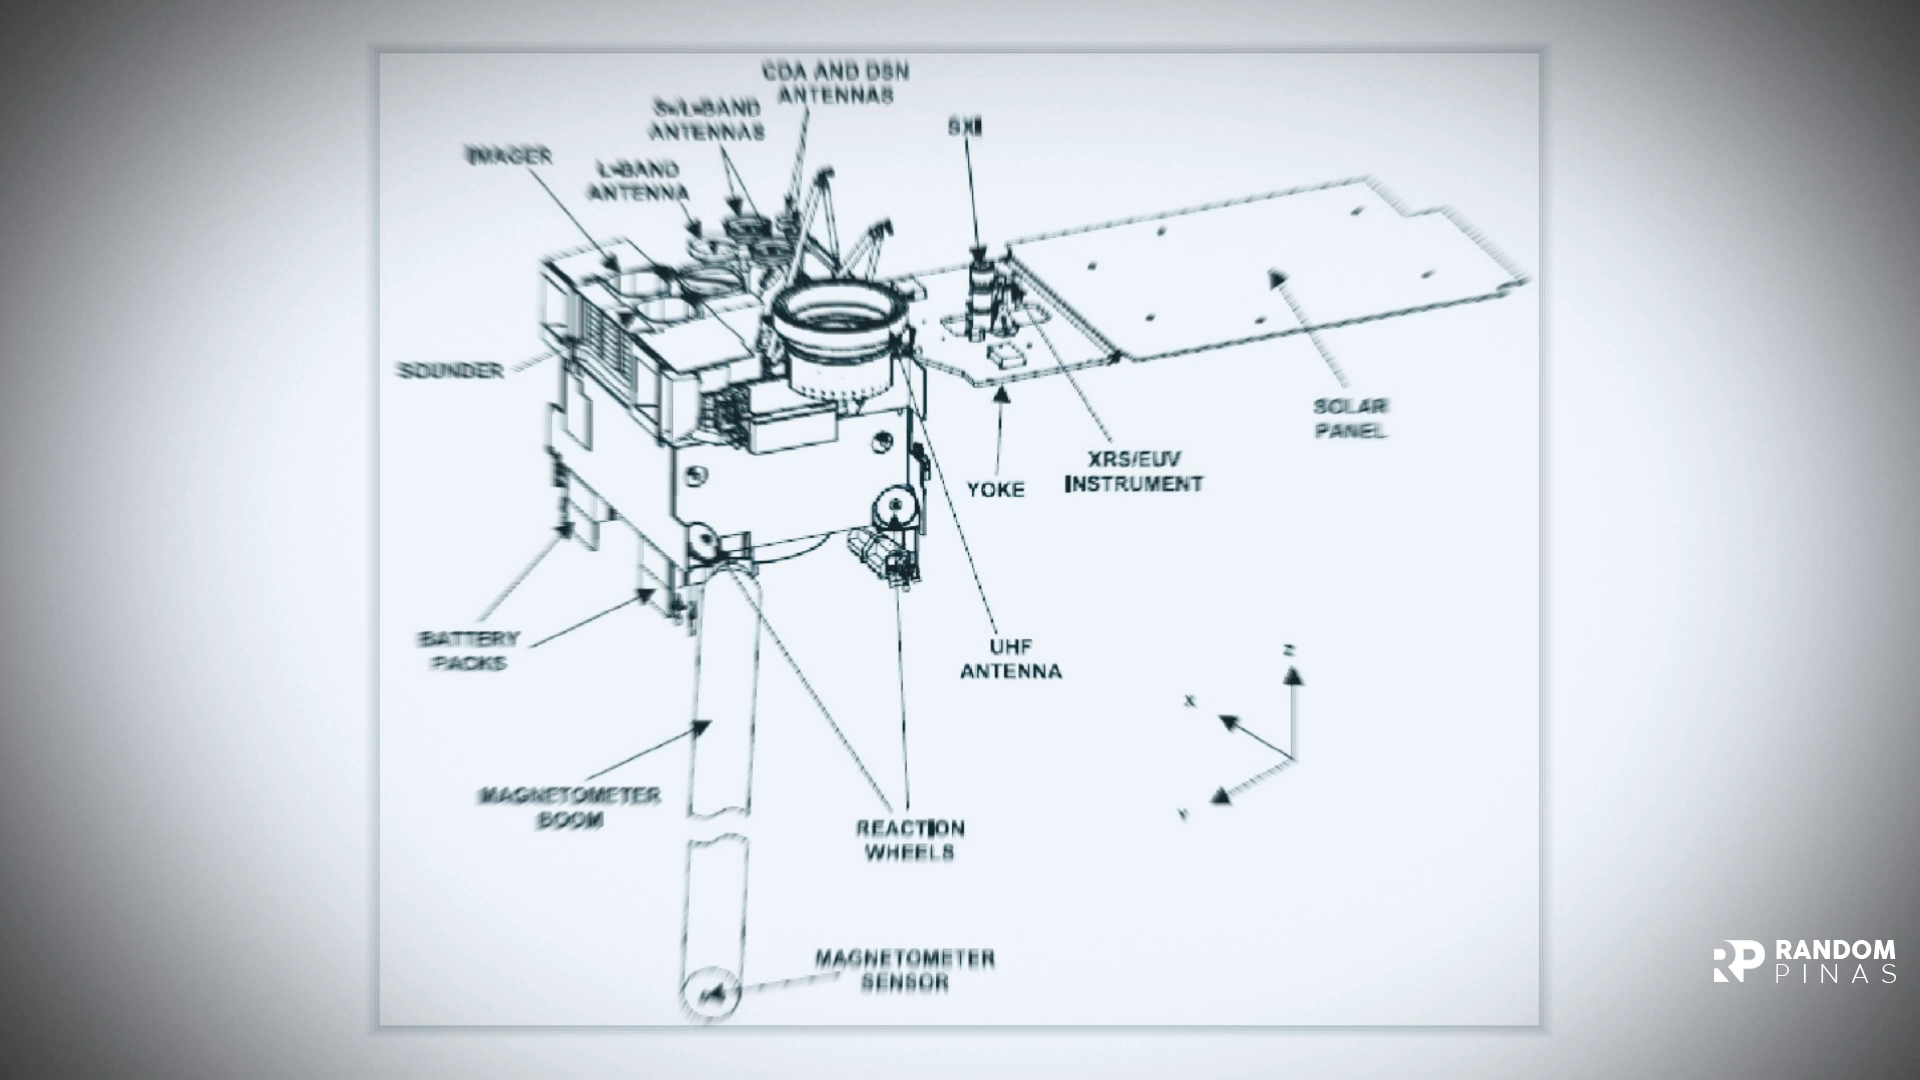 CDA AND DSN
ANTENNAS
S-/L-BAND
ANTENNAS
SXI
IMAGER
L-BAND
ANTENNA
SOUNDER
SOLAR
PANEL
XRS/EUV
INSTRUMENT
YOKE
BATTERY
PACKS
UHF
ANTENNA
Z
X
Y
MAGNETOMETER
BOOM
REACTION
WHEELS
MAGNETOMETER
SENSOR
RP RANDOM
PINAS